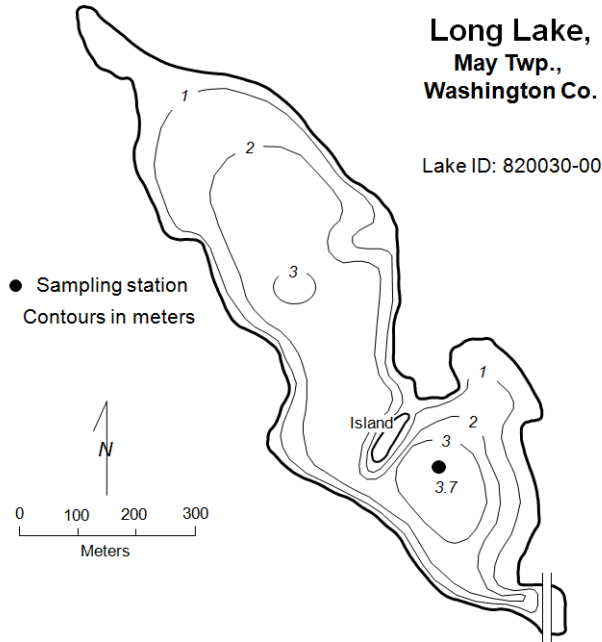 Long Lake,
May Twp.,
Washington Co.
Lake ID: 820030-00
1
2
3
Sampling station
Contours in meters
1
Island
2
3
3.7
N
0 100 200 300
Meters